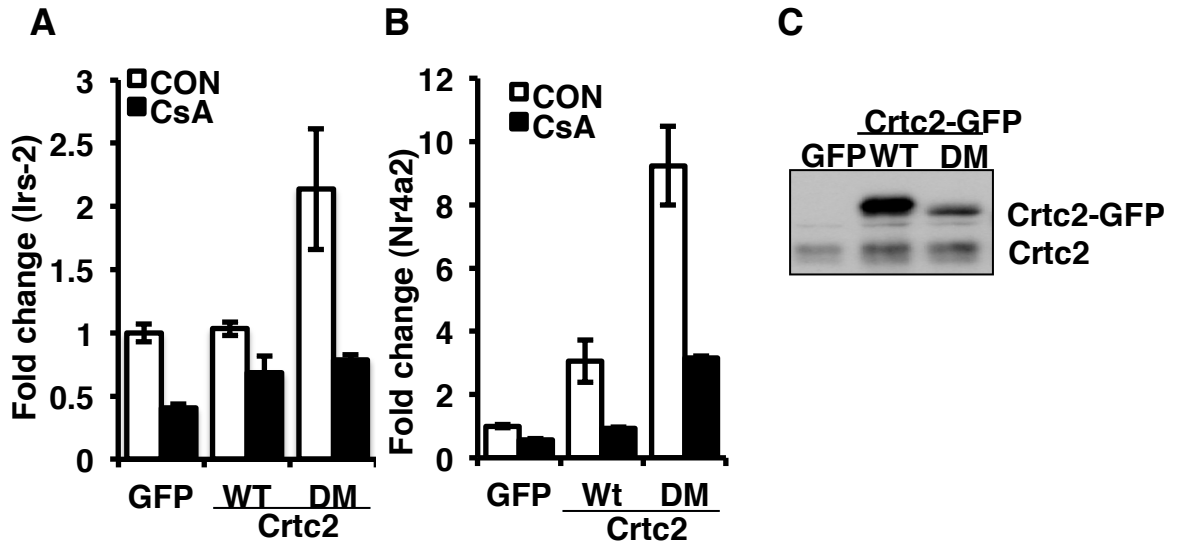 A
Fold change (Irs-2)
3
2.5
2
1.5
1
0.5
0
CON
CsA
GFP
WT
DM
Crtc2
B
Fold change (Nr4a2)
12
10
8
6
4
2
0
CON
CsA
GFP
Wt
DM
Crtc2
C
Crtc2-GFP
GFP WT DM
Crtc2-GFP
Crtc2